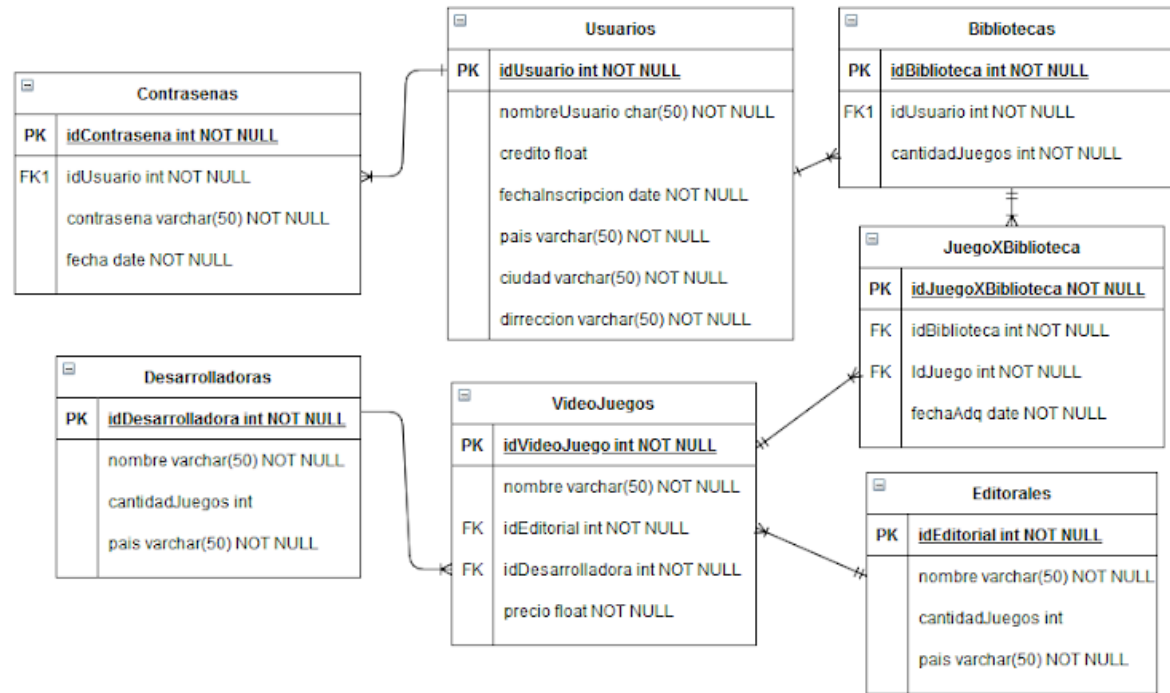 Contrasenas
PK idContrasena int NOT NULL
FK1 idUsuario int NOT NULL
contrasena varchar(50) NOT NULL
fecha date NOT NULL
Usuarios
PK idUsuario int NOT NULL
nombreUsuario char(50) NOT NULL
credito float
fechaInscripcion date NOT NULL
pais varchar(50) NOT NULL
ciudad varchar(50) NOT NULL
dirreccion varchar(50) NOT NULL
Bibliotecas
PK idBiblioteca int NOT NULL
FK1 idUsuario int NOT NULL
cantidadJuegos int NOT NULL
JuegoXBiblioteca
PK idJuegoXBiblioteca NOT NULL
FK idBiblioteca int NOT NULL
FK IdJuego int NOT NULL
fechaAdq date NOT NULL
Desarrolladoras
PK idDesarrolladora int NOT NULL
nombre varchar(50) NOT NULL
cantidadJuegos int
pais varchar(50) NOT NULL
VideoJuegos
PK idVideoJuego int NOT NULL
nombre varchar(50) NOT NULL
FK idEditorial int NOT NULL
FK idDesarrolladora int NOT NULL
precio float NOT NULL
Editorales
PK idEditorial int NOT NULL
nombre varchar(50) NOT NULL
cantidadJuegos int
pais varchar(50) NOT NULL